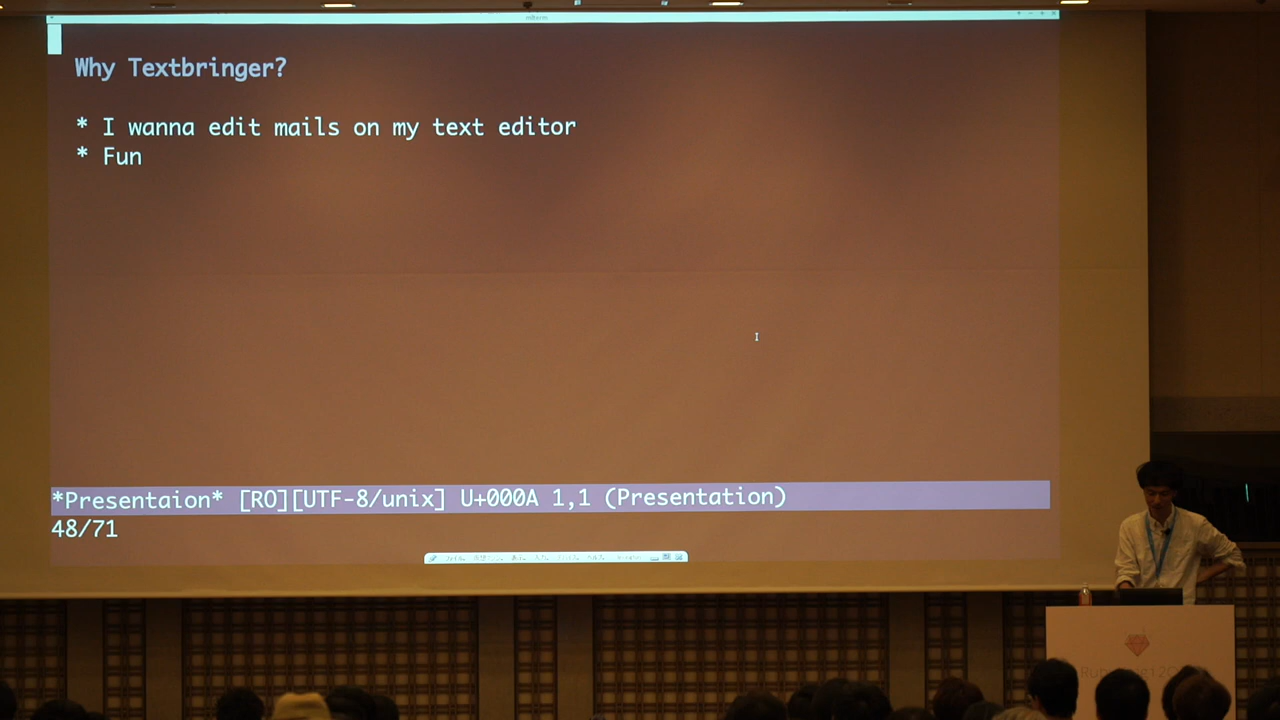 mlterm
Why Textbringer?
* I wanna edit mails on my text editor
* Fun
*Presentaion* [RO][UTF-8/unix] U+000A 1,1 (Presentation)
48/71